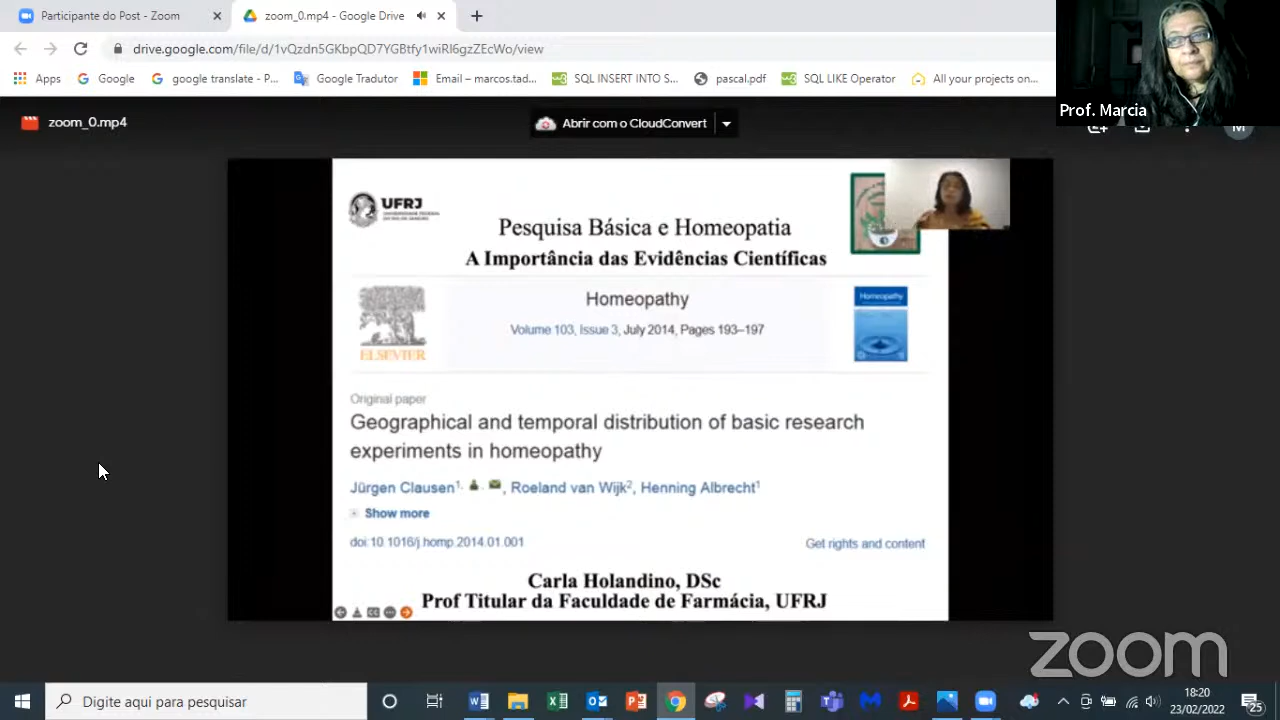 Participante do Post - Zoom
zoom_0.mp4 - Google Drive
drive.google.com/file/d/1vQzdn5GKbpQD7YGBtfy1wiRl6gzZEcWo/view
Apps Google google translate - P... Google Tradutor Email – marcos.tad... SQL INSERT INTO S... pascal.pdf SQL LIKE Operator All your projects on...
Prof. Marcia
zoom_0.mp4
Abrir com o CloudConvert
M
UFRJ
Pesquisa Básica e Homeopatia
A Importância das Evidências Científicas
Homeopathy
Volume 103, Issue 3, July 2014, Pages 193–197
Homeopathy
ELSEVIER
Original paper
Geographical and temporal distribution of basic research
experiments in homeopathy
Jürgen Clausen1, , Roeland van Wijk2, Henning Albrecht1
Show more
doi:10.1016/j.homp.2014.01.001
Get rights and content
Carla Holandino, DSc
Prof Titular da Faculdade de Farmácia, UFRJ
zoom
Digite aqui para pesquisar
18:20
23/02/2022
25